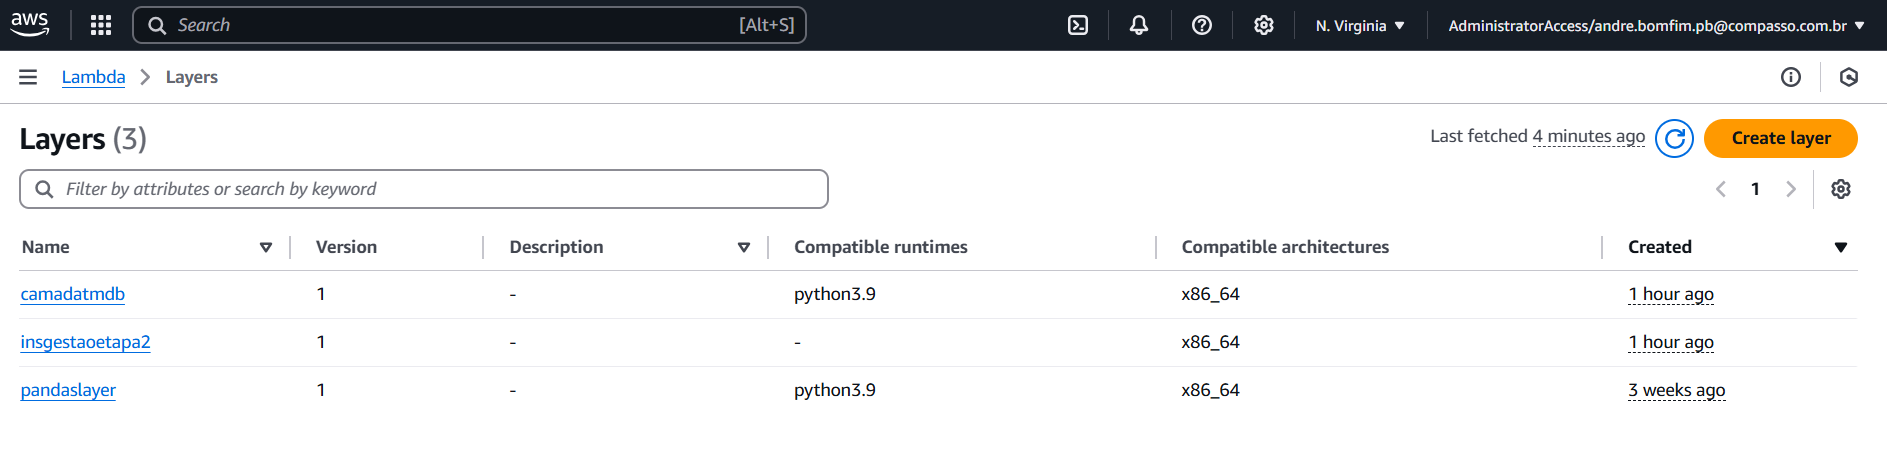 aws Search [Alt+S] N. Virginia AdministratorAccess/andre.bomfim.pb@compasso.com.br
Lambda Layers
Layers (3) Last fetched 4 minutes ago Create layer
Filter by attributes or search by keyword 1
Name Version Description Compatible runtimes Compatible architectures Created
camadatmdb 1 - python3.9 x86_64 1 hour ago
insgestaoetapa2 1 - - x86_64 1 hour ago
pandaslayer 1 - python3.9 x86_64 3 weeks ago